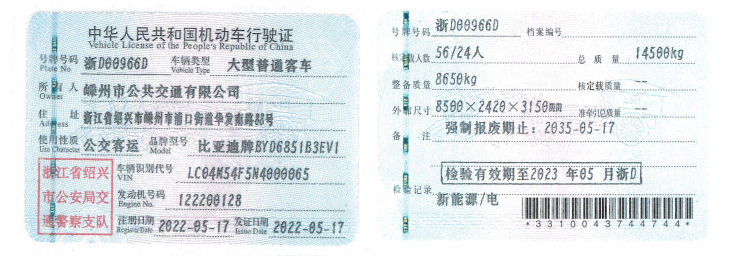 中华人民共和国机动车行驶证
Vehicle License of the People's Republic of China
号牌号码 浙D00966D 车辆类型 大型普通客车
Plate No. Vehicle Type
所有人 嵊州市公共交通有限公司
Owner
住址 浙江省绍兴市嵊州市浦口街道华发南路88号
Address
使用性质 公交客运 品牌型号 比亚迪牌BYD6851B3EV1
Use Character Model
浙江省绍兴
市公安局交
通警察支队
车辆识别代号 LC04M54F5N4000065
VIN
发动机号码 122200128
Engine No.
注册日期 2022-05-17 发证日期 2022-05-17
Register Date Issue Date
号牌号码 浙D00966D 档案编号
核定载人数 56/24人 总质量 14500kg
整备质量 8650kg 核定载质量 --
外廓尺寸 8500×2420×3150mm 准牵引总质量 --
备注 强制报废期止：2035-05-17
检验有效期至2023年05月浙D
检验记录
新能源/电
*3310043744744*